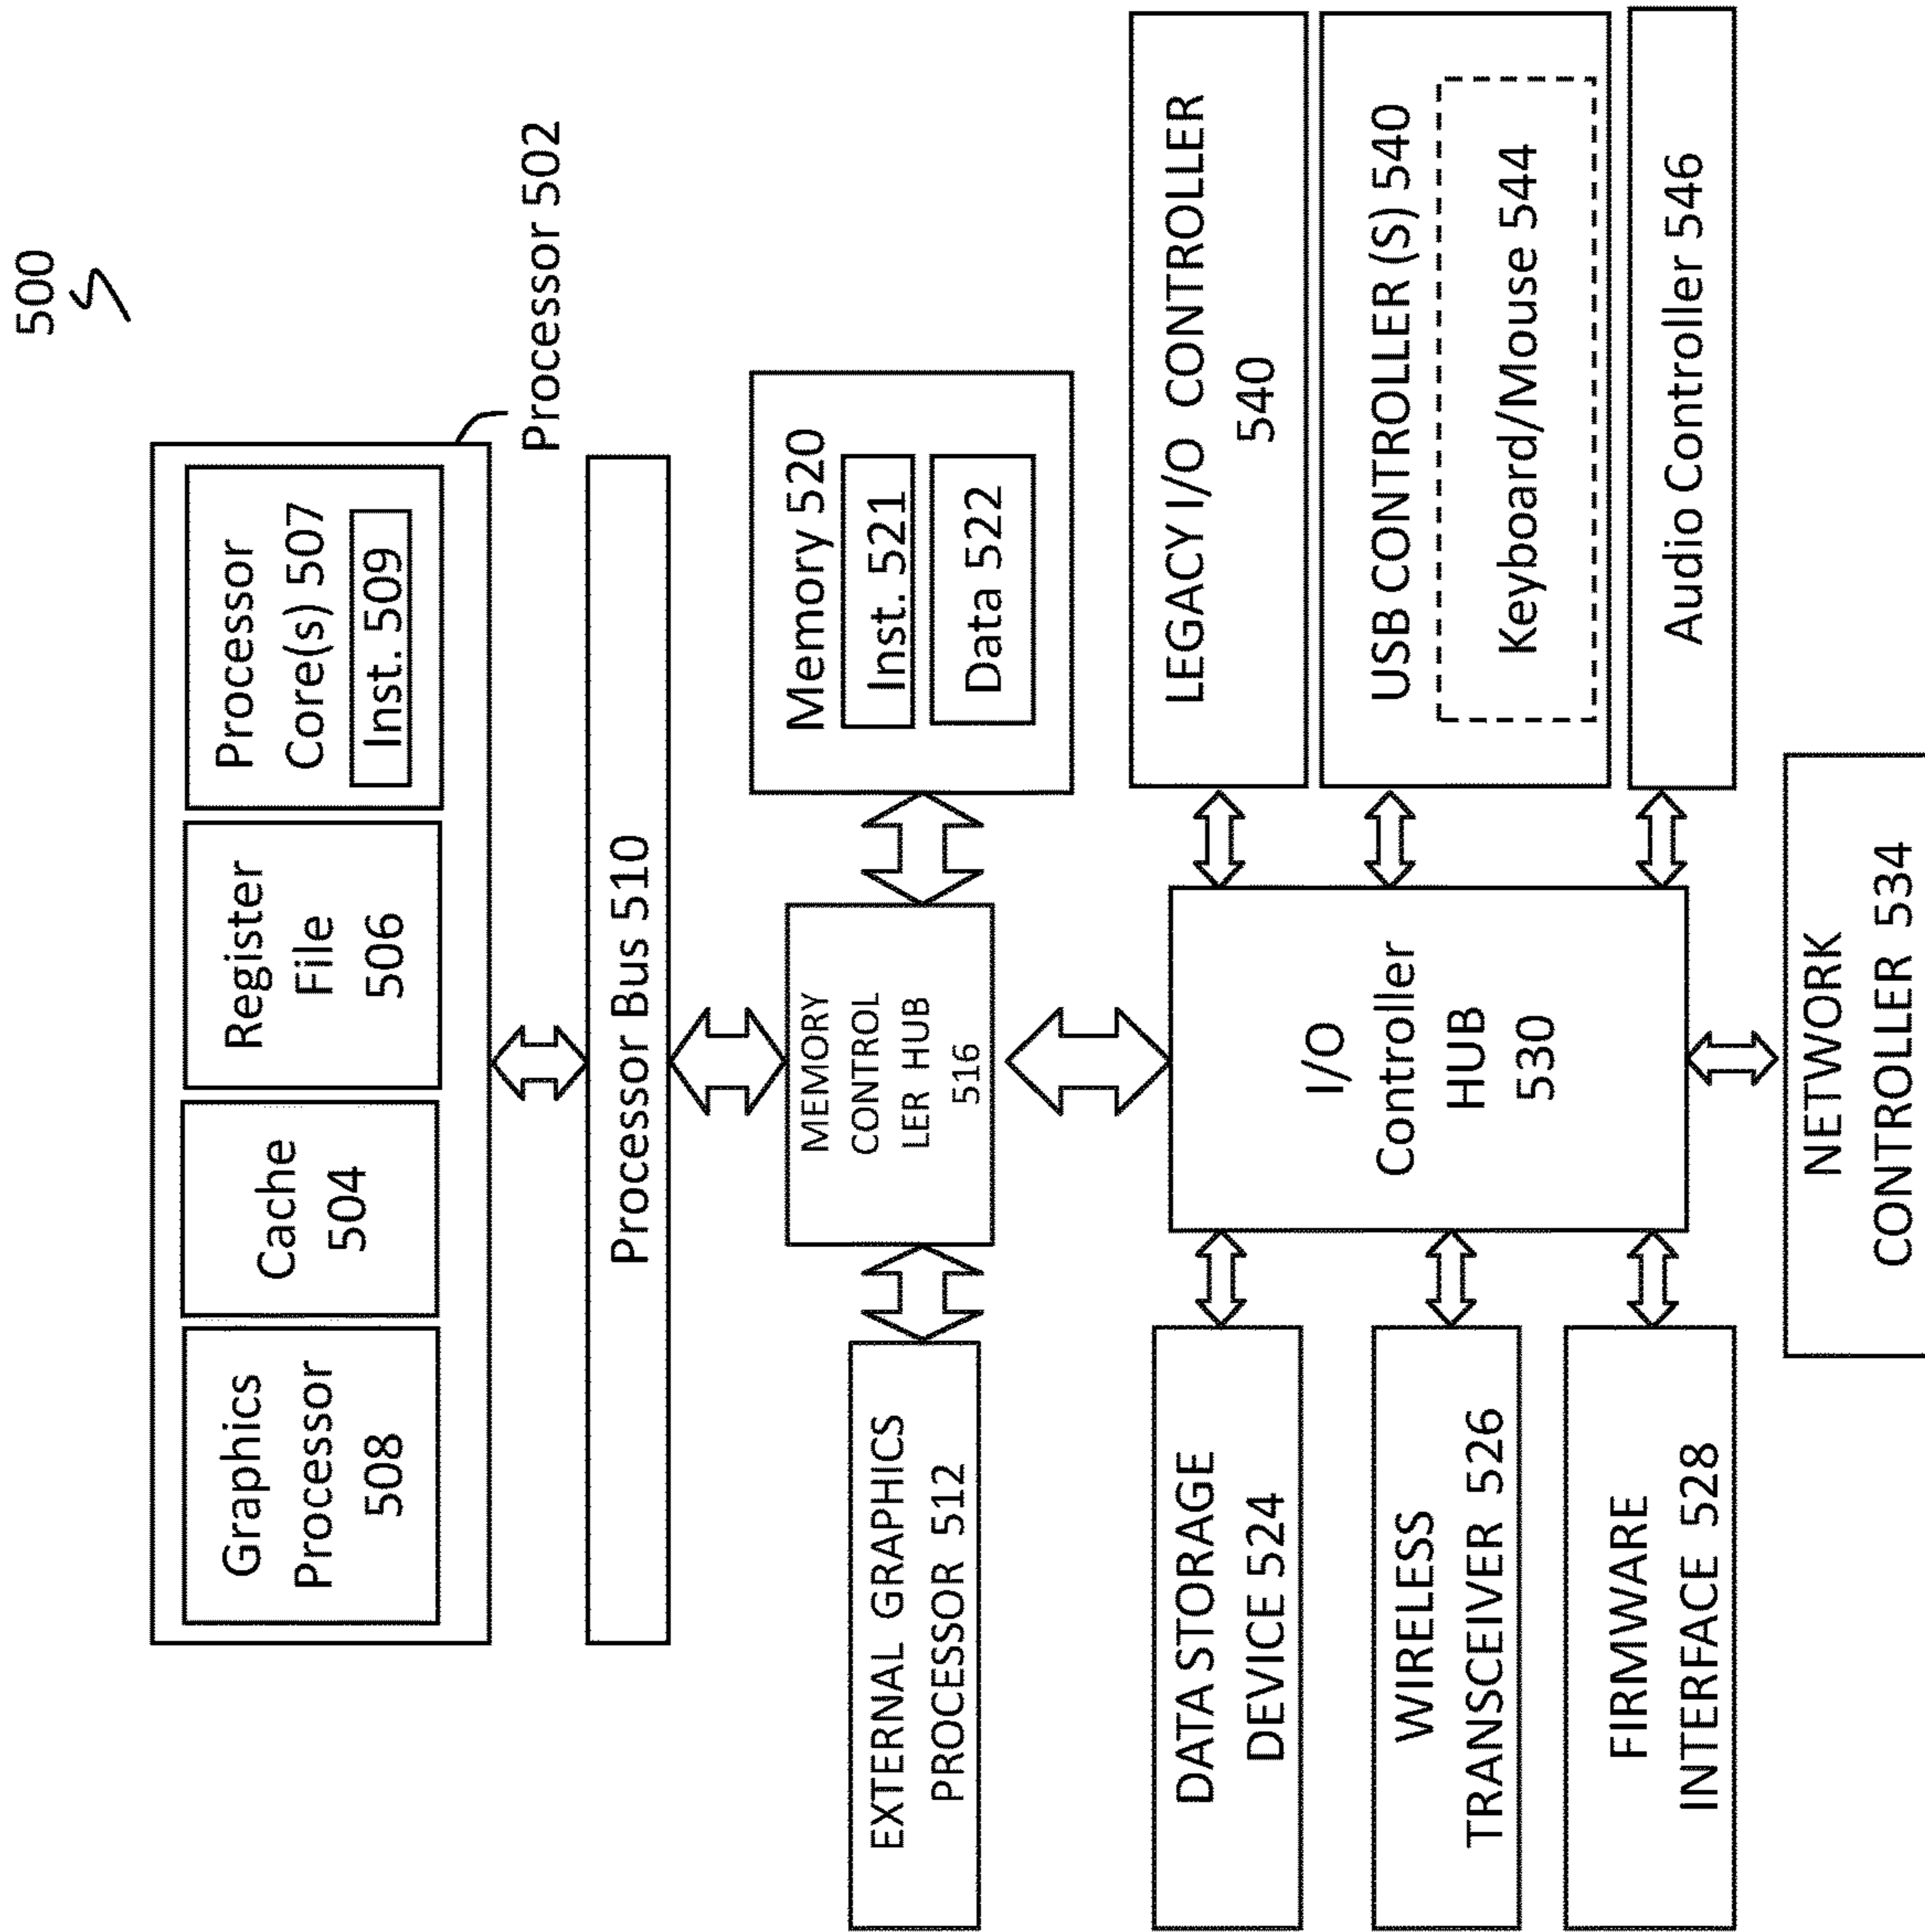 500
Processor 502
Graphics
Processor
508
Cache
504
Register
File
506
Processor
Core(s) 507
Inst. 509
Processor Bus 510
EXTERNAL GRAPHICS
PROCESSOR 512
MEMORY
CONTROL
LER HUB
516
Memory 520
Inst. 521
Data 522
DATA STORAGE
DEVICE 524
WIRELESS
TRANSCEIVER 526
FIRMWARE
INTERFACE 528
I/O
Controller
HUB
530
LEGACY I/O CONTROLLER
540
USB CONTROLLER (S) 540
Keyboard/Mouse 544
Audio Controller 546
NETWORK
CONTROLLER 534